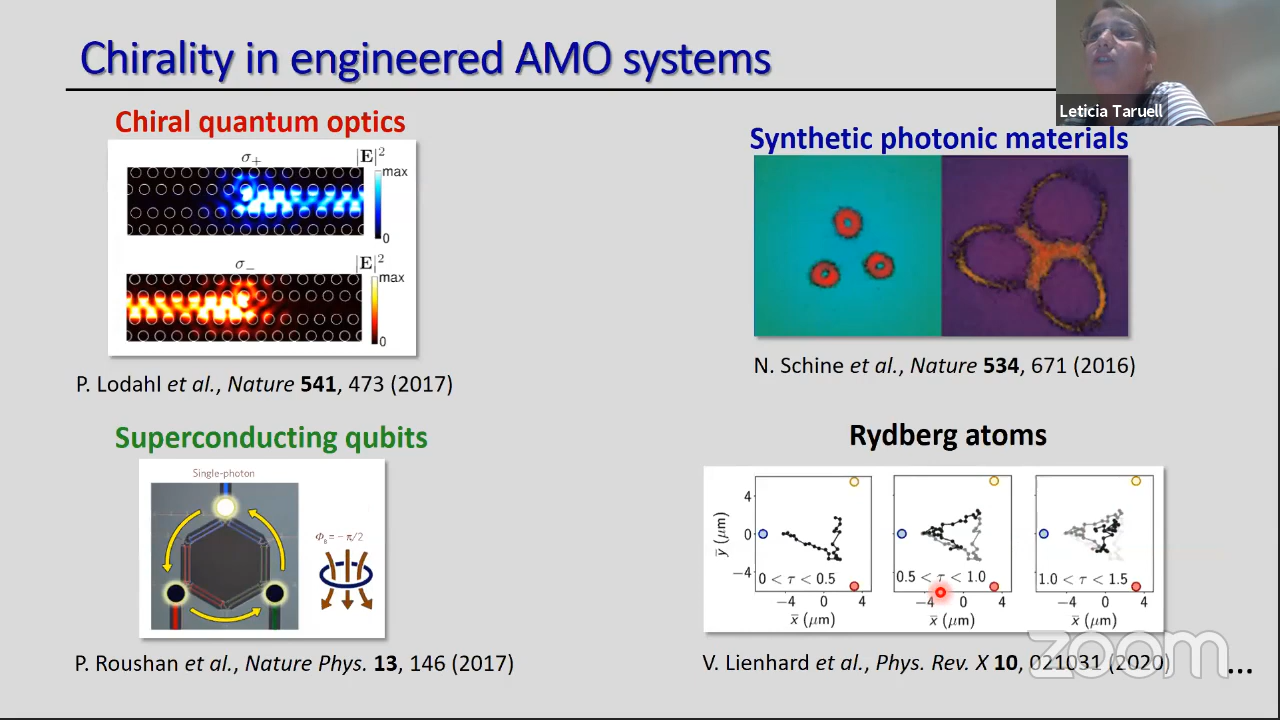 Chirality in engineered AMO systems
Leticia Taruell
Chiral quantum optics
σ₊
|E|²
max
0
σ₋
|E|²
max
0
P. Lodahl et al., Nature 541, 473 (2017)
Synthetic photonic materials
N. Schine et al., Nature 534, 671 (2016)
Superconducting qubits
Single-photon
Φ_B = − π/2
P. Roushan et al., Nature Phys. 13, 146 (2017)
Rydberg atoms
4
0
−4
ȳ (μm)
0 < τ < 0.5
0.5 < τ < 1.0
1.0 < τ < 1.5
−4 0 4
−4 0 4
−4 0 4
x̄ (μm)
x̄ (μm)
x̄ (μm)
V. Lienhard et al., Phys. Rev. X 10, 021031 (2020)
...
zoom